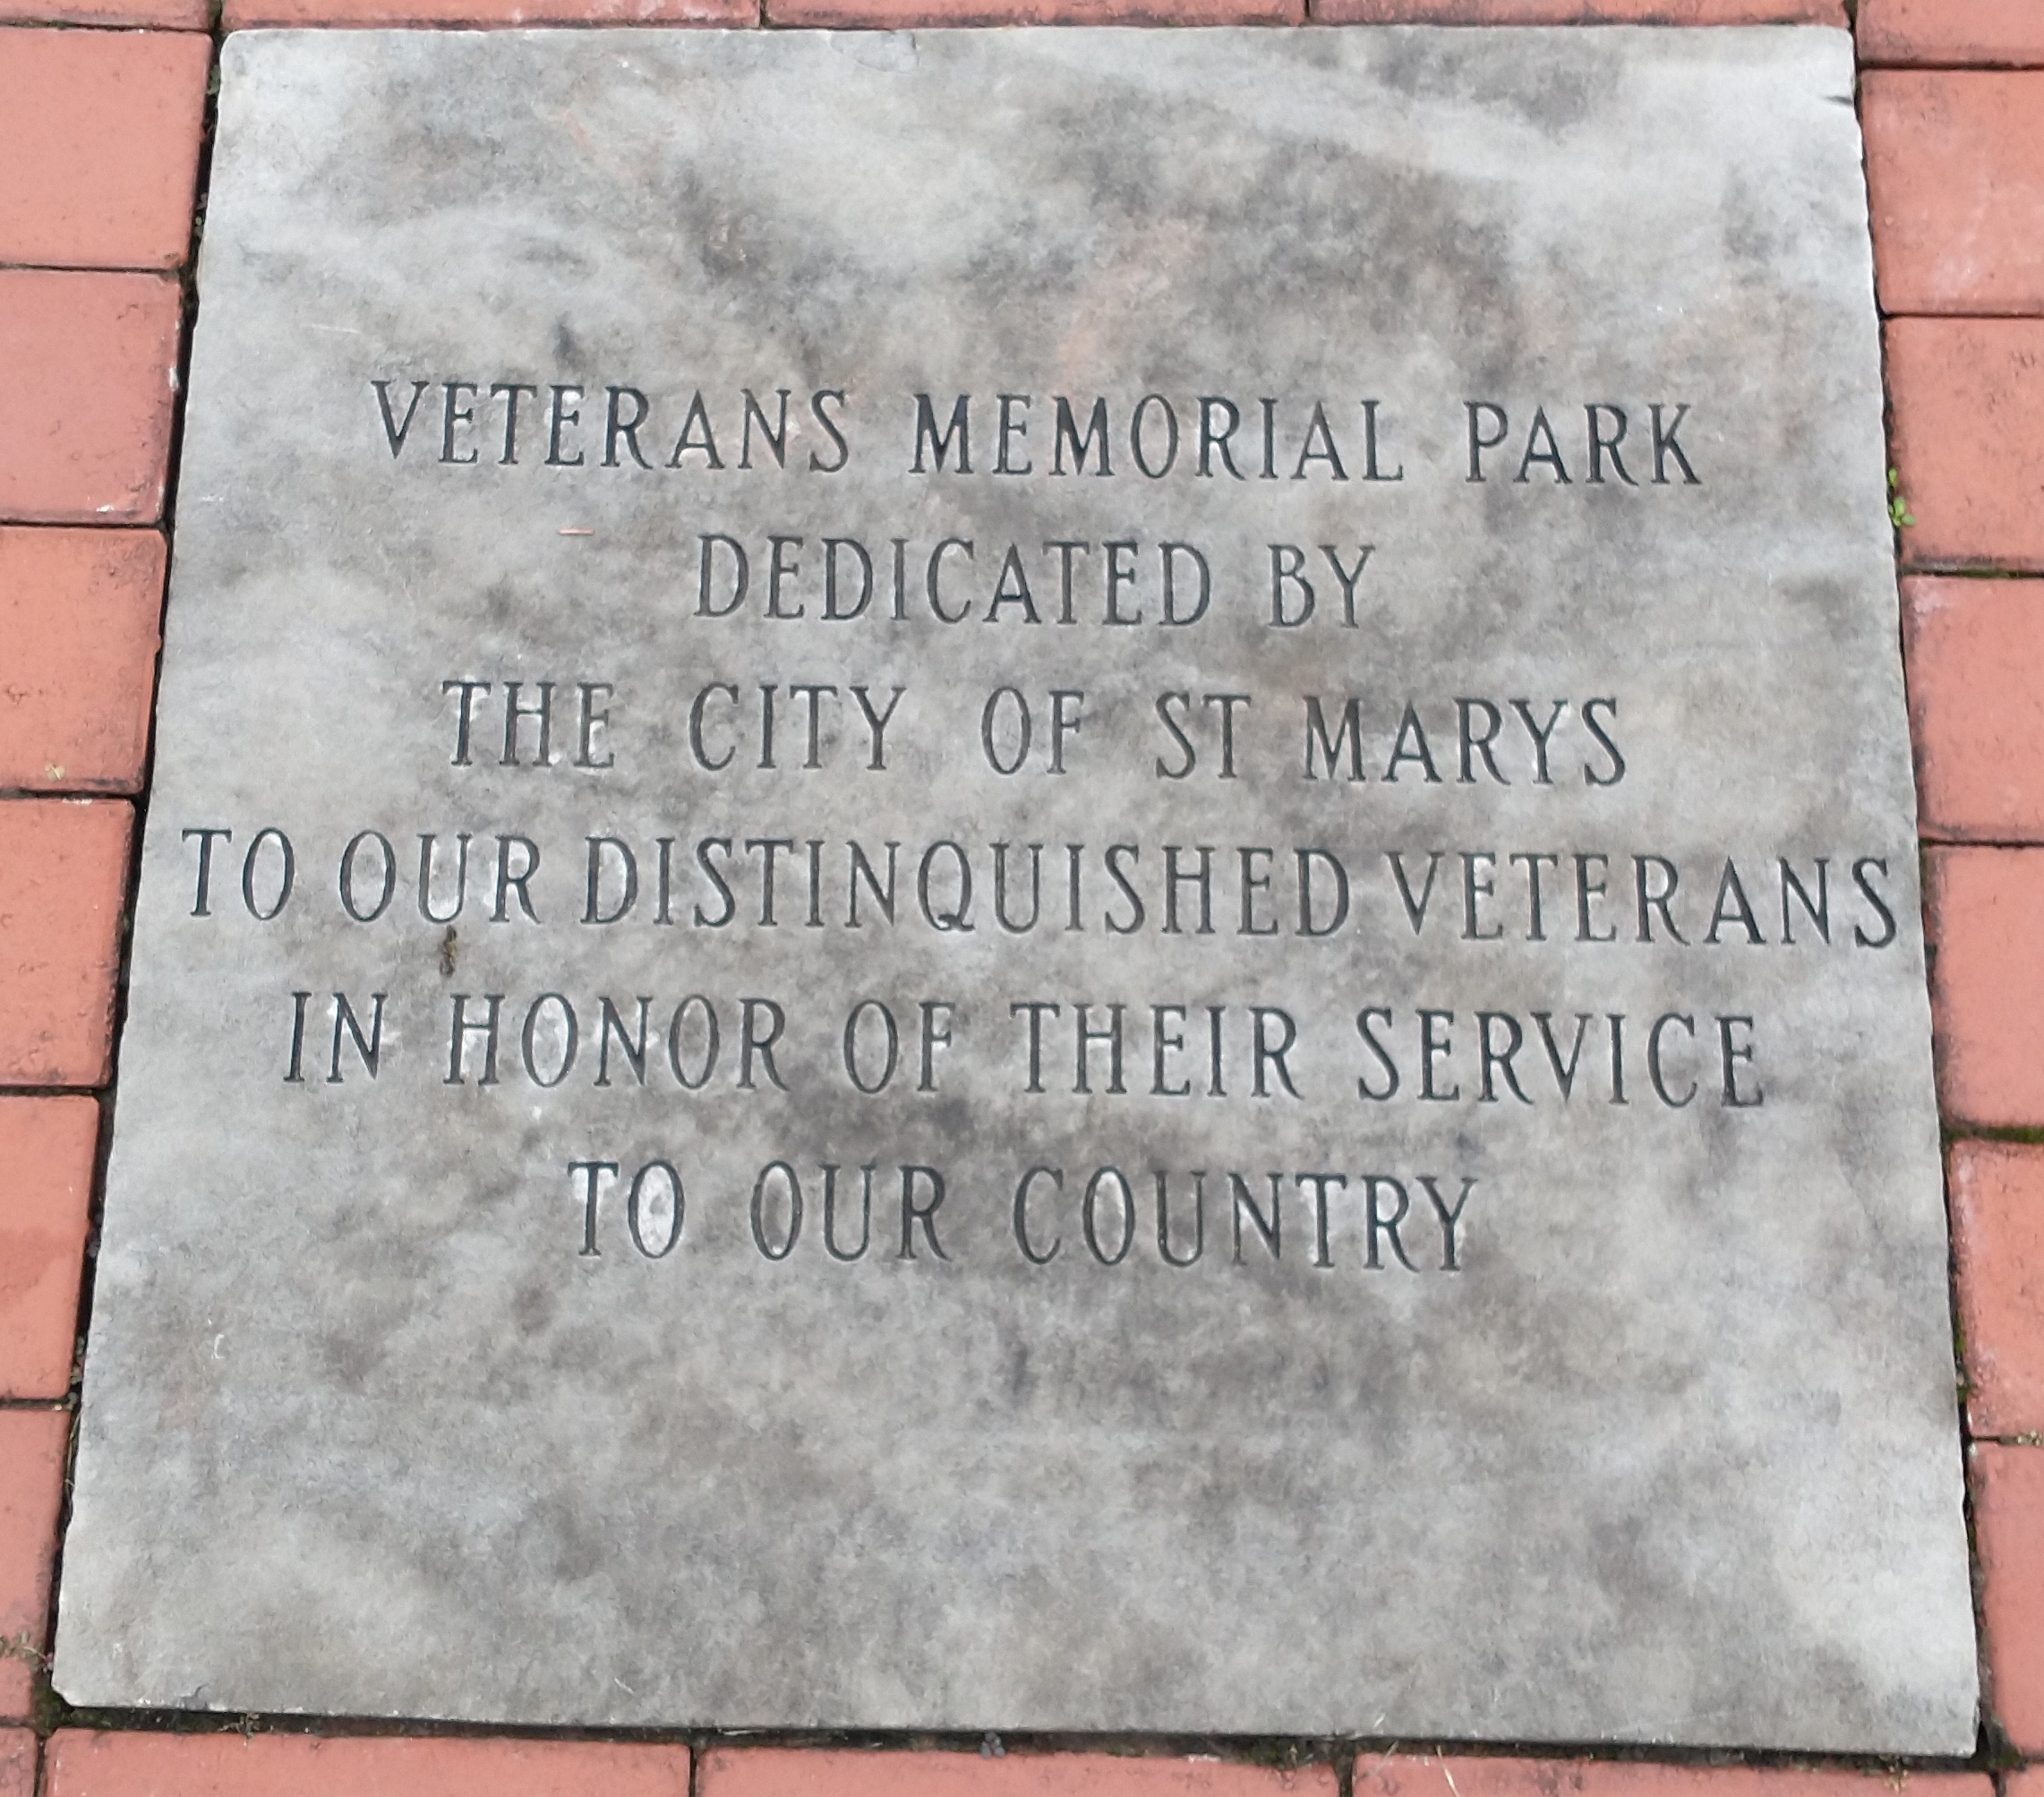 VETERANS MEMORIAL PARK
DEDICATED BY
THE CITY OF ST MARYS
TO OUR DISTINQUISHED VETERANS
IN HONOR OF THEIR SERVICE
TO OUR COUNTRY